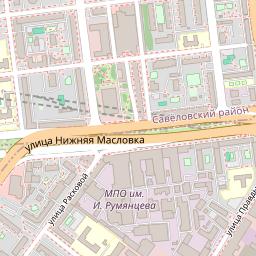 Савёловский район
улица Нижняя Масловка
МПО им.
И. Румянцева
улица Расковой
улица Правды